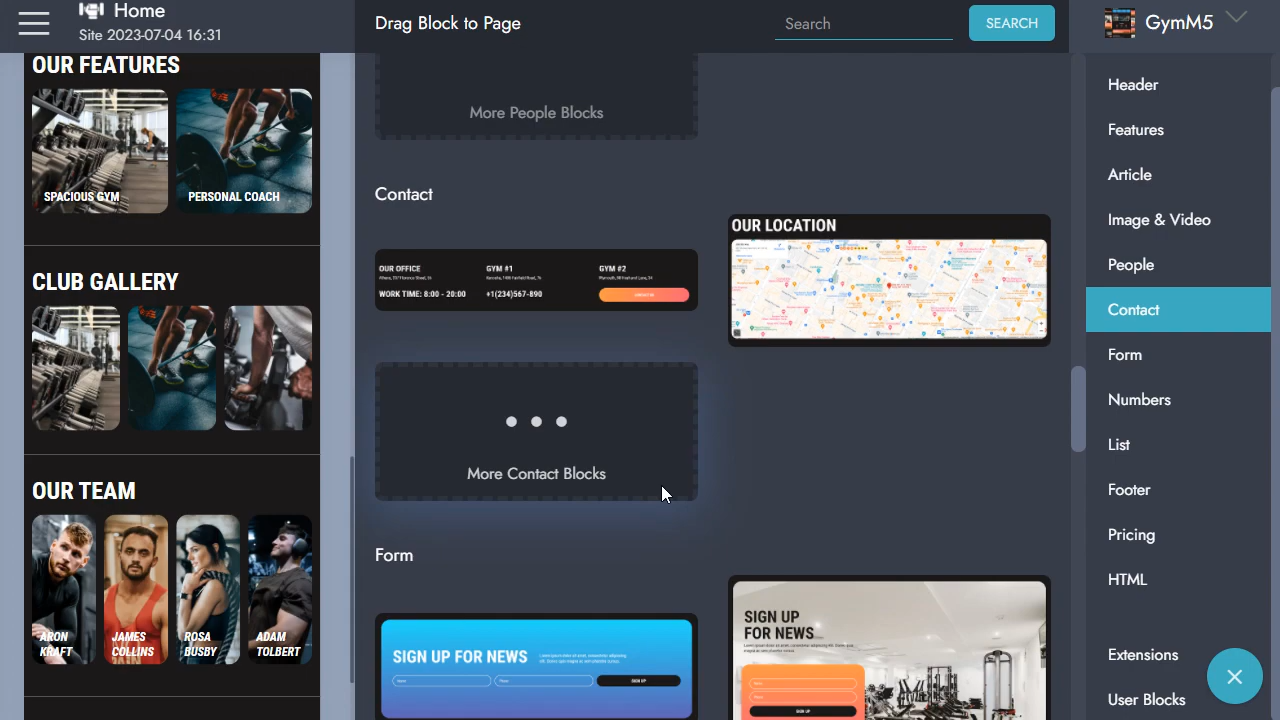 Home
Site 2023-07-04 16:31
Drag Block to Page
Search
SEARCH
GymM5
OUR FEATURES
SPACIOUS GYM
PERSONAL COACH
CLUB GALLERY
OUR TEAM
ARON
KRAFT
JAMES
COLLINS
ROSA
BUSBY
ADAM
TOLBERT
More People Blocks
Contact
OUR OFFICE
GYM #1
GYM #2
WORK TIME: 8:00 - 20:00
+1(234)567-890
OUR LOCATION
More Contact Blocks
Form
SIGN UP FOR NEWS
SIGN UP
SIGN UP
FOR NEWS
SIGN UP
Header
Features
Article
Image & Video
People
Contact
Form
Numbers
List
Footer
Pricing
HTML
Extensions
User Blocks